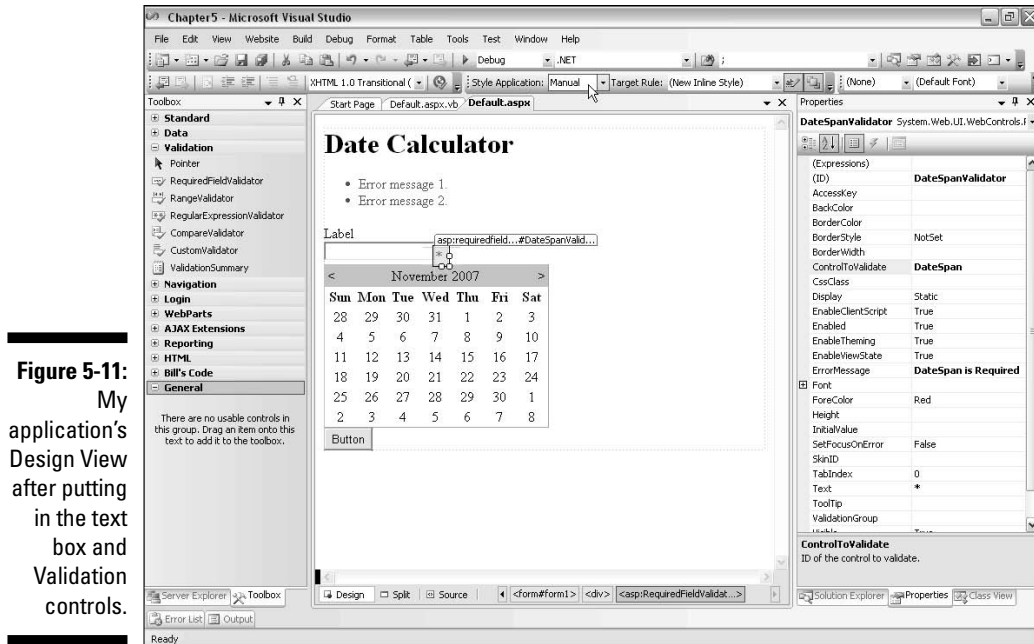 Chapter5 - Microsoft Visual Studio
File Edit View Website Build Debug Format Table Tools Test Window Help
Debug .NET
XHTML 1.0 Transitional ( Style Application: Manual Target Rule: (New Inline Style) (None) (Default Font)
Toolbox
Standard
Data
Validation
Pointer
RequiredFieldValidator
RangeValidator
RegularExpressionValidator
CompareValidator
CustomValidator
ValidationSummary
Navigation
Login
WebParts
AJAX Extensions
Reporting
HTML
Bill's Code
General
There are no usable controls in
this group. Drag an item onto this
text to add it to the toolbox.
Server Explorer Toolbox
Start Page Default.aspx.vb Default.aspx
Date Calculator
• Error message 1.
• Error message 2.
Label
asp:requiredfield...#DateSpanValid...
*
< November 2007 >
Sun Mon Tue Wed Thu Fri Sat
28 29 30 31 1 2 3
4 5 6 7 8 9 10
11 12 13 14 15 16 17
18 19 20 21 22 23 24
25 26 27 28 29 30 1
2 3 4 5 6 7 8
Button
Design Split Source <form#form1> <div> <asp:RequiredFieldValidat...>
Properties
DateSpanValidator System.Web.UI.WebControls.
(Expressions)
(ID) DateSpanValidator
AccessKey
BackColor
BorderColor
BorderStyle NotSet
BorderWidth
ControlToValidate DateSpan
CssClass
Display Static
EnableClientScript True
Enabled True
EnableTheming True
EnableViewState True
ErrorMessage DateSpan is Required
Font
ForeColor Red
Height
InitialValue
SetFocusOnError False
SkinID
TabIndex 0
Text *
ToolTip
ValidationGroup
ControlToValidate
ID of the control to validate.
Solution Explorer Properties Class View
Error List Output
Ready
Figure 5-11:
My
application's
Design View
after putting
in the text
box and
Validation
controls.